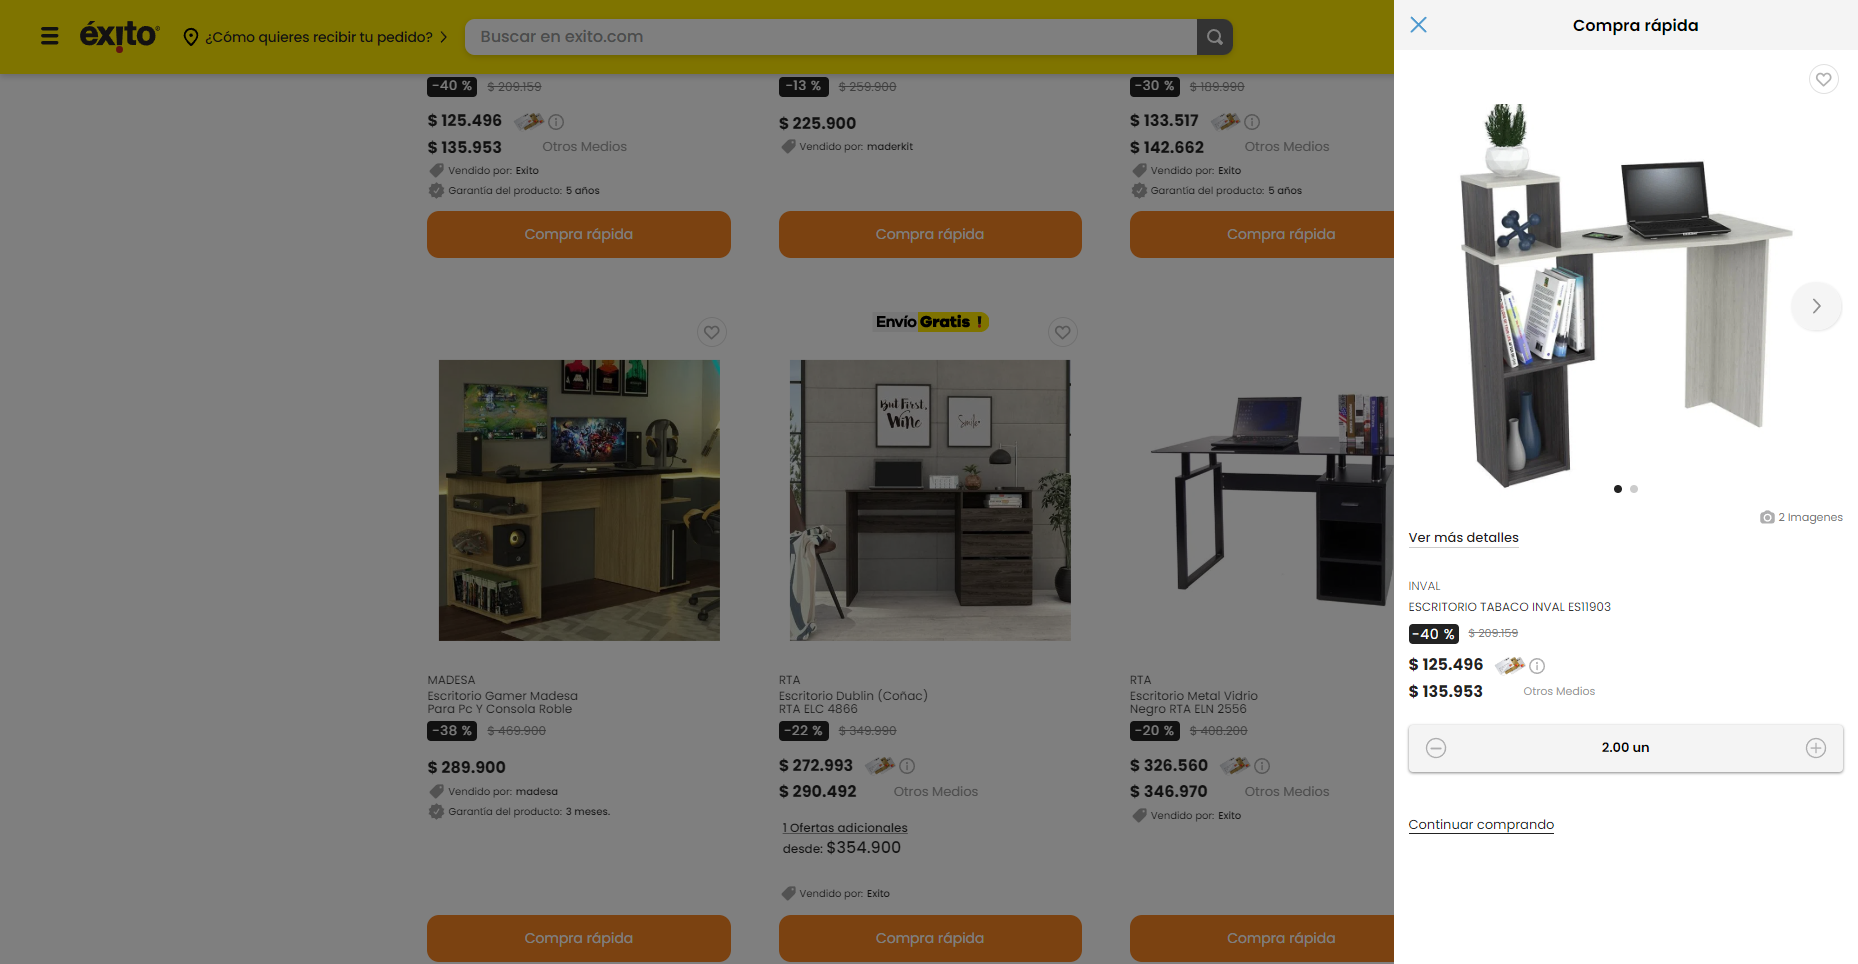 éxito
¿Cómo quieres recibir tu pedido?
Buscar en exito.com
-40 % $ 209.159
$ 125.496
$ 135.953 Otros Medios
Vendido por: Exito
Garantía del producto: 5 años
Compra rápida
-13 % $ 259.900
$ 225.900
Vendido por: maderkit
Compra rápida
-30 % $ 189.990
$ 133.517
$ 142.662 Otros Medios
Vendido por: Exito
Garantía del producto: 5 años
Compra rápida
MADESA
Escritorio Gamer Madesa
Para Pc Y Consola Roble
-38 % $ 469.900
$ 289.900
Vendido por: madesa
Garantía del producto: 3 meses.
Compra rápida
Envío Gratis !
But First,
Wine
Smile
RTA
Escritorio Dublin (Coñac)
RTA ELC 4866
-22 % $ 349.990
$ 272.993
$ 290.492 Otros Medios
1 Ofertas adicionales
desde: $354.900
Vendido por: Exito
Compra rápida
RTA
Escritorio Metal Vidrio
Negro RTA ELN 2556
-20 % $ 408.200
$ 326.560
$ 346.970 Otros Medios
Vendido por: Exito
Compra rápida
Compra rápida
2 Imagenes
Ver más detalles
INVAL
ESCRITORIO TABACO INVAL ES11903
-40 % $ 209.159
$ 125.496
$ 135.953 Otros Medios
2.00 un
Continuar comprando